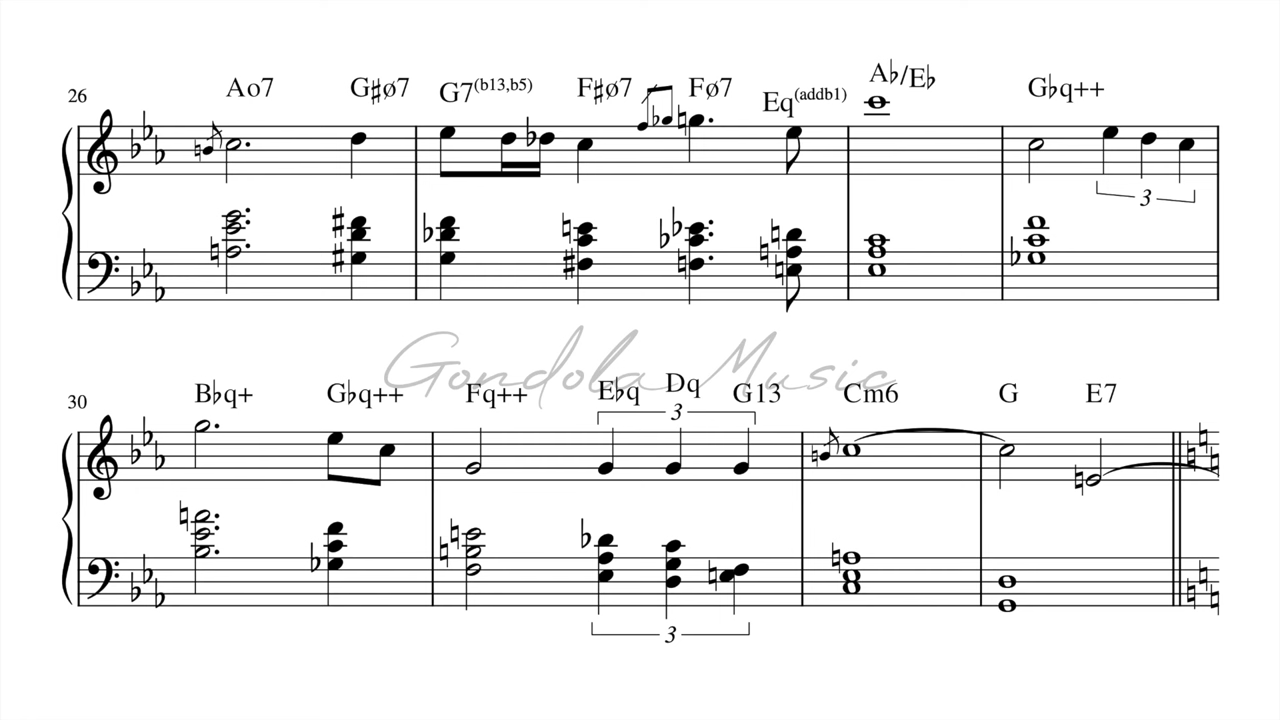 26 Ao7 G♯ø7 G7(b13,b5) F♯ø7 Fø7 Eq(addb1) A♭/E♭ G♭q++
3
Gondola Music
30 B♭q+ G♭q++ Fq++ E♭q Dq G13 Cm6 G E7
3
3